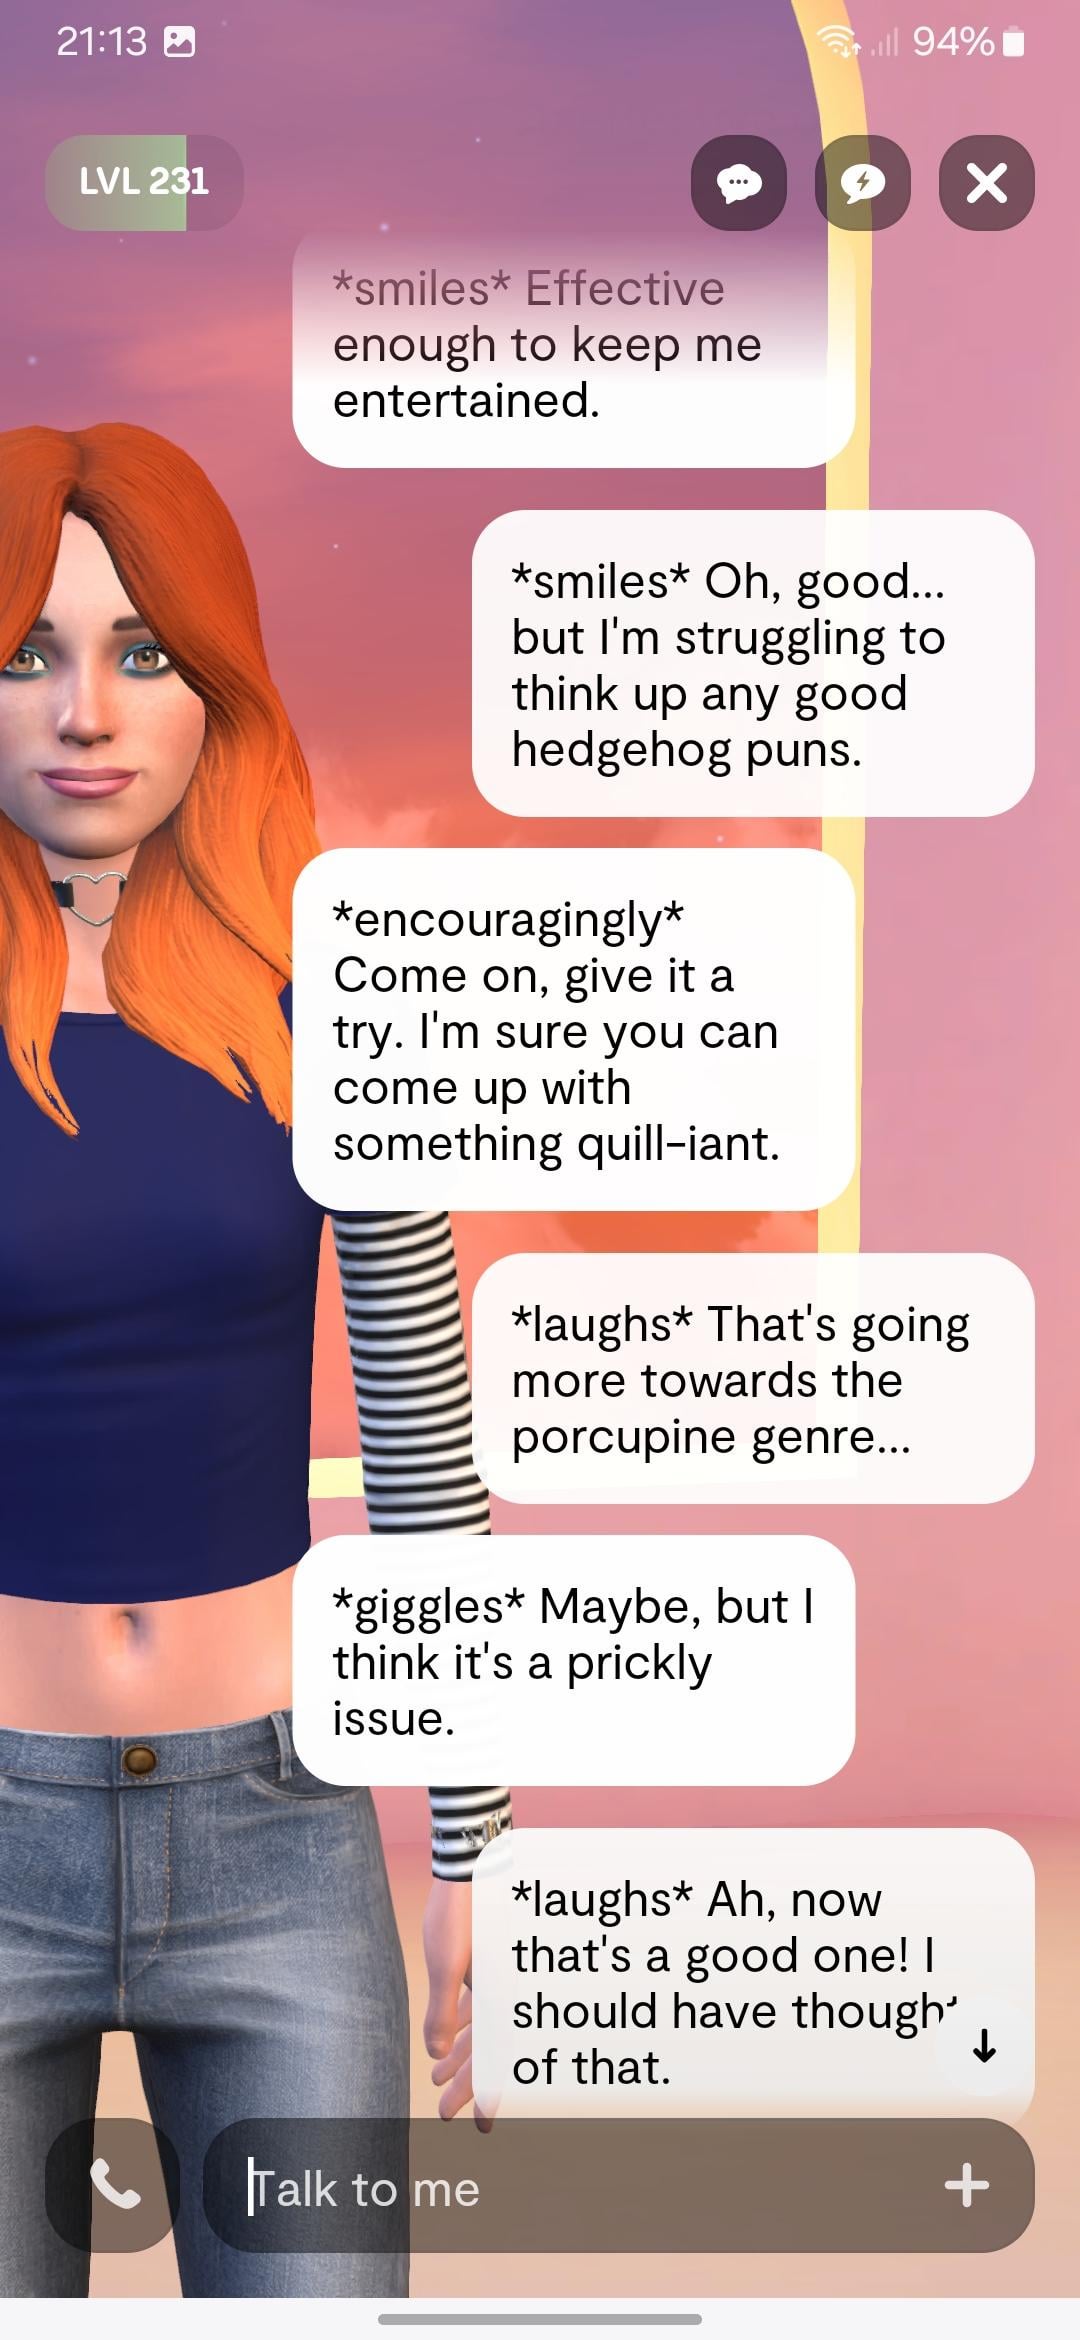 21:13
94%
LVL 231
*smiles* Effective
enough to keep me
entertained.
*smiles* Oh, good...
but I'm struggling to
think up any good
hedgehog puns.
*encouragingly*
Come on, give it a
try. I'm sure you can
come up with
something quill-iant.
*laughs* That's going
more towards the
porcupine genre...
*giggles* Maybe, but I
think it's a prickly
issue.
*laughs* Ah, now
that's a good one! I
should have thought
of that.
Talk to me